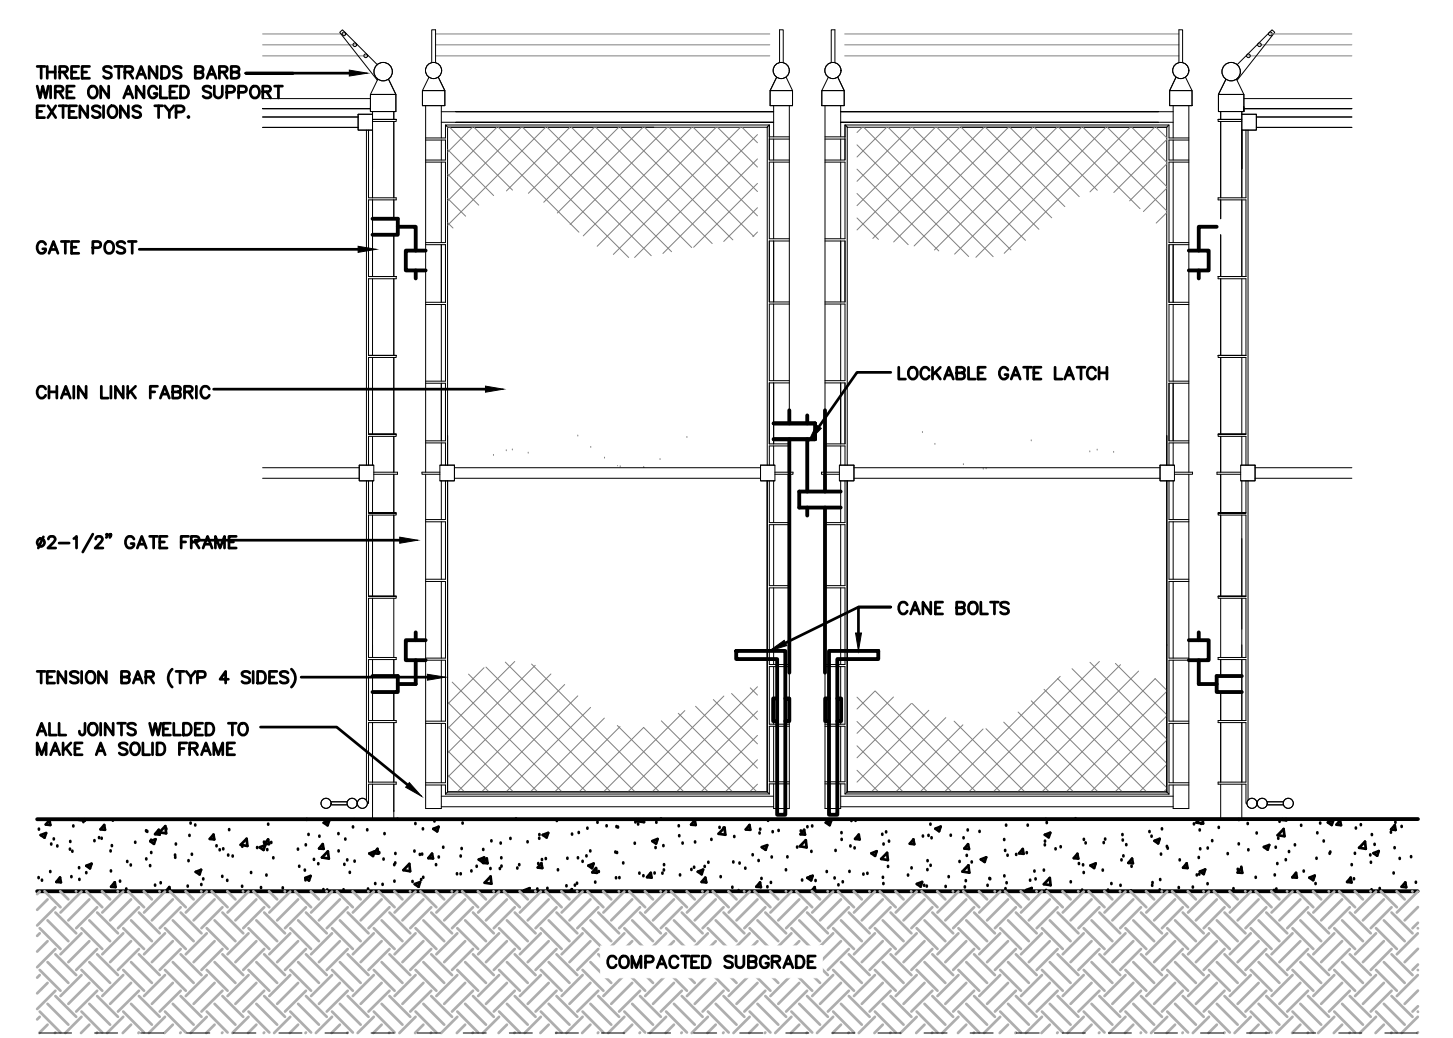 THREE STRANDS BARB
WIRE ON ANGLED SUPPORT
EXTENSIONS TYP.
GATE POST
CHAIN LINK FABRIC
LOCKABLE GATE LATCH
ø2-1/2" GATE FRAME
CANE BOLTS
TENSION BAR (TYP 4 SIDES)
ALL JOINTS WELDED TO
MAKE A SOLID FRAME
COMPACTED SUBGRADE